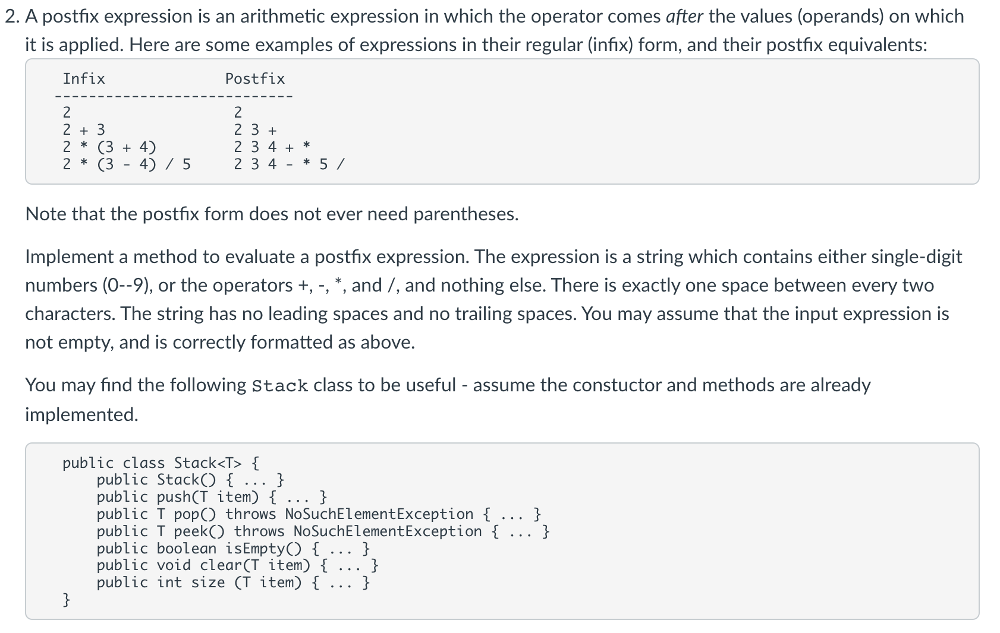 2. A postfix expression is an arithmetic expression in which the operator comes after the values (operands) on which
it is applied. Here are some examples of expressions in their regular (infix) form, and their postfix equivalents:
Infix Postfix
----------------------------
2 2
2 + 3 2 3 +
2 * (3 + 4) 2 3 4 + *
2 * (3 - 4) / 5 2 3 4 - * 5 /
Note that the postfix form does not ever need parentheses.
Implement a method to evaluate a postfix expression. The expression is a string which contains either single-digit
numbers (0--9), or the operators +, -, *, and /, and nothing else. There is exactly one space between every two
characters. The string has no leading spaces and no trailing spaces. You may assume that the input expression is
not empty, and is correctly formatted as above.
You may find the following Stack class to be useful - assume the constuctor and methods are already
implemented.
public class Stack<T> {
public Stack() { ... }
public push(T item) { ... }
public T pop() throws NoSuchElementException { ... }
public T peek() throws NoSuchElementException { ... }
public boolean isEmpty() { ... }
public void clear(T item) { ... }
public int size (T item) { ... }
}